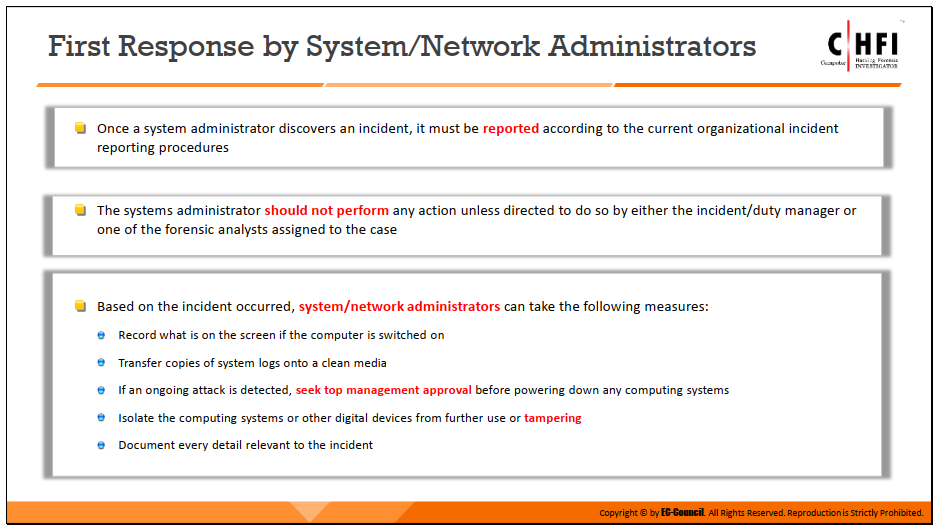 First Response by System/Network Administrators
CHFI
Computer Hacking Forensic
INVESTIGATOR
Once a system administrator discovers an incident, it must be reported according to the current organizational incident
reporting procedures
The systems administrator should not perform any action unless directed to do so by either the incident/duty manager or
one of the forensic analysts assigned to the case
Based on the incident occurred, system/network administrators can take the following measures:
Record what is on the screen if the computer is switched on
Transfer copies of system logs onto a clean media
If an ongoing attack is detected, seek top management approval before powering down any computing systems
Isolate the computing systems or other digital devices from further use or tampering
Document every detail relevant to the incident
Copyright © by EC-Council. All Rights Reserved. Reproduction is Strictly Prohibited.